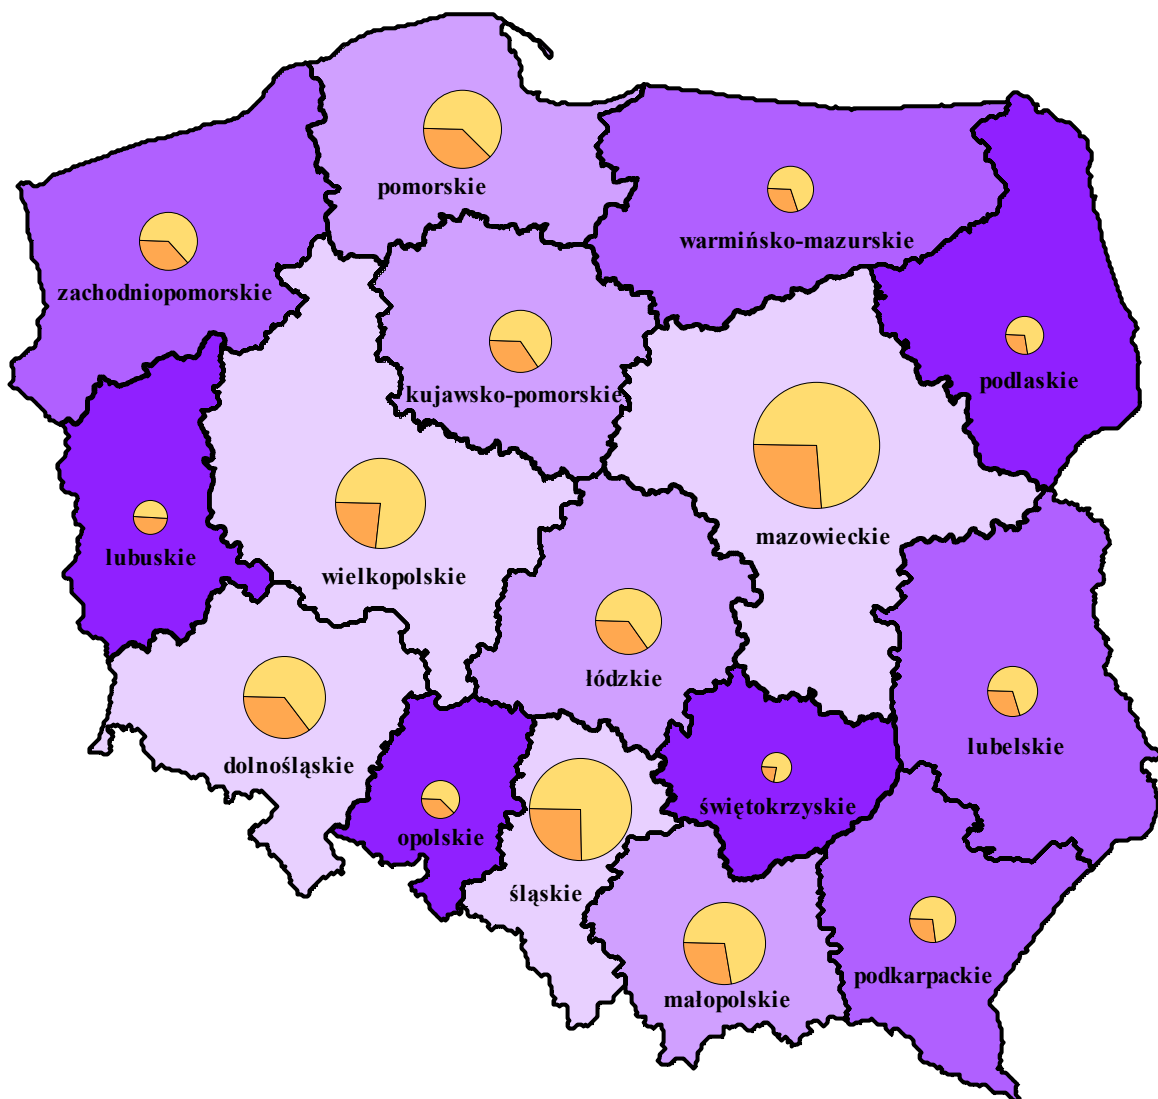 pomorskie
warmińsko-mazurskie
zachodniopomorskie
podlaskie
kujawsko-pomorskie
mazowieckie
lubuskie
wielkopolskie
łódzkie
lubelskie
dolnośląskie
świętokrzyskie
opolskie
śląskie
podkarpackie
małopolskie